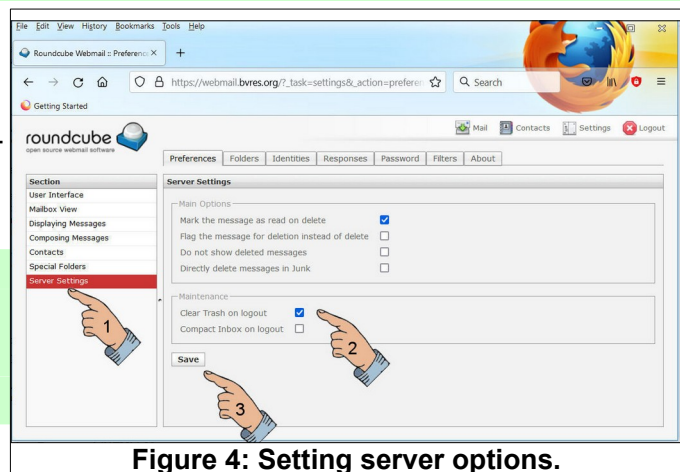 File Edit View History Bookmarks Tools Help
Roundcube Webmail :: Preferenc
https://webmail.bvres.org/?_task=settings&_action=prefere
Search
Getting Started
roundcube
open source webmail software
Mail Contacts Settings Logout
Preferences Folders Identities Responses Password Filters About
Section
User Interface
Mailbox View
Displaying Messages
Composing Messages
Contacts
Special Folders
Server Settings
Server Settings
Main Options
Mark the message as read on delete
Flag the message for deletion instead of delete
Do not show deleted messages
Directly delete messages in Junk
Maintenance
Clear Trash on logout
Compact Inbox on logout
Save
1
2
3
Figure 4: Setting server options.